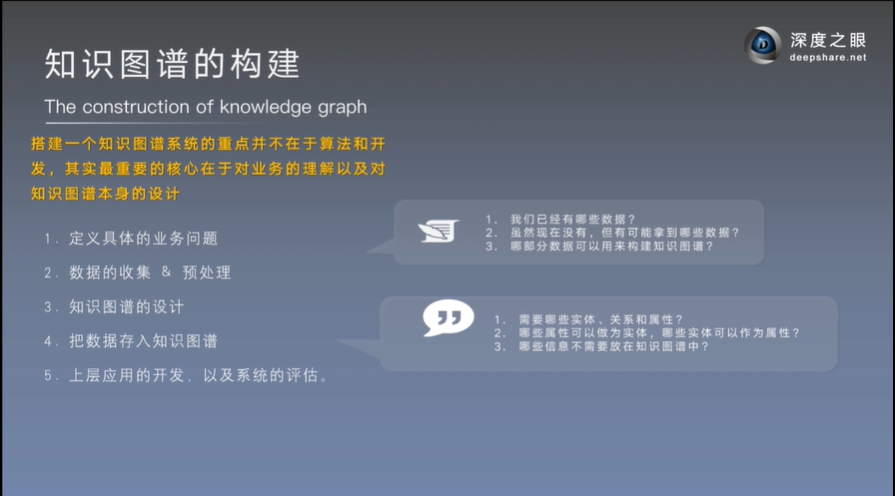 深度之眼
deepshare.net
知识图谱的构建
The construction of knowledge graph
搭建一个知识图谱系统的重点并不在于算法和开
发，其实最重要的核心在于对业务的理解以及对
知识图谱本身的设计
1. 定义具体的业务问题
2. 数据的收集 & 预处理
3. 知识图谱的设计
4. 把数据存入知识图谱
5. 上层应用的开发，以及系统的评估。
1. 我们已经有哪些数据？
2. 虽然现在没有，但有可能拿到哪些数据？
3. 哪部分数据可以用来构建知识图谱？
1. 需要哪些实体、关系和属性？
2. 哪些属性可以做为实体，哪些实体可以作为属性？
3. 哪些信息不需要放在知识图谱中？